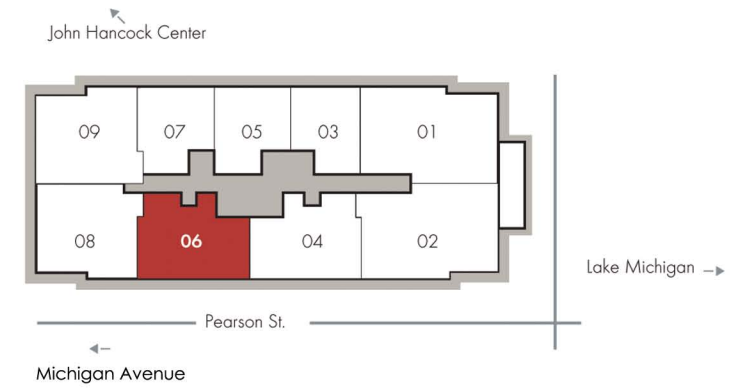 John Hancock Center
09
07
05
03
01
08
06
04
02
Lake Michigan
Pearson St.
Michigan Avenue